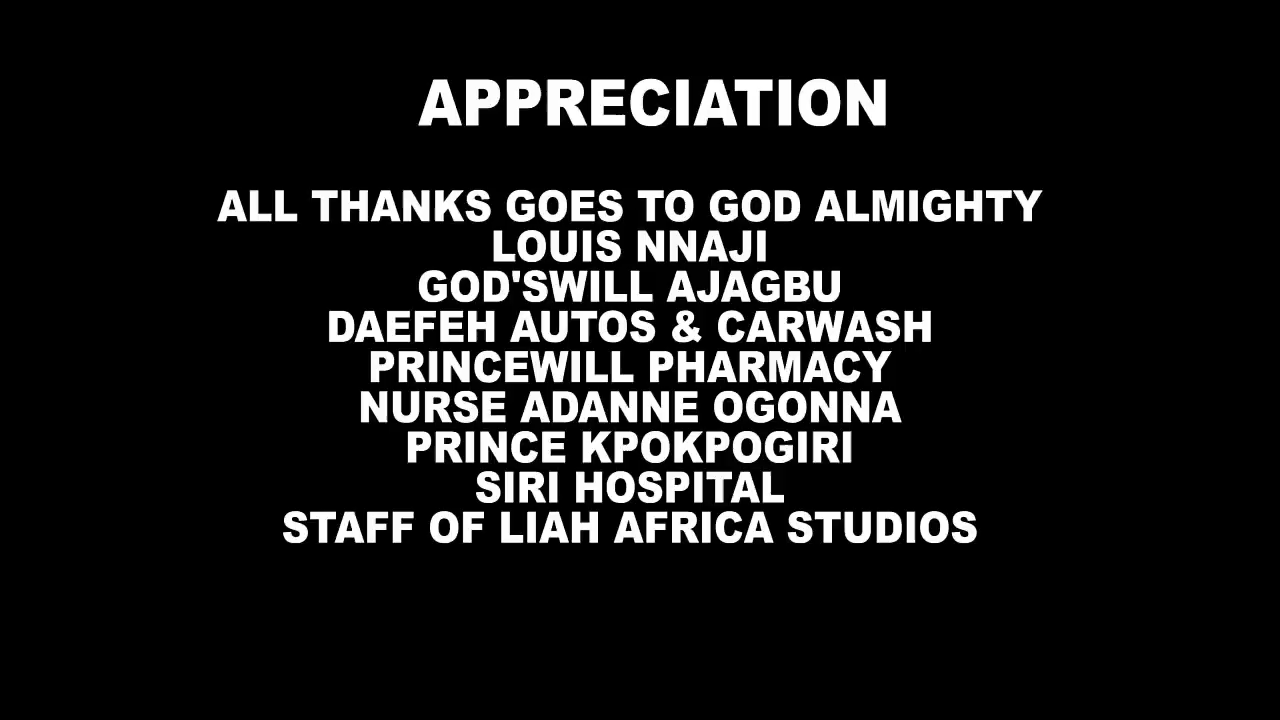 APPRECIATION
ALL THANKS GOES TO GOD ALMIGHTY
LOUIS NNAJI
GOD'SWILL AJAGBU
DAEFEH AUTOS & CARWASH
PRINCEWILL PHARMACY
NURSE ADANNE OGONNA
PRINCE KPOKPOGIRI
SIRI HOSPITAL
STAFF OF LIAH AFRICA STUDIOS